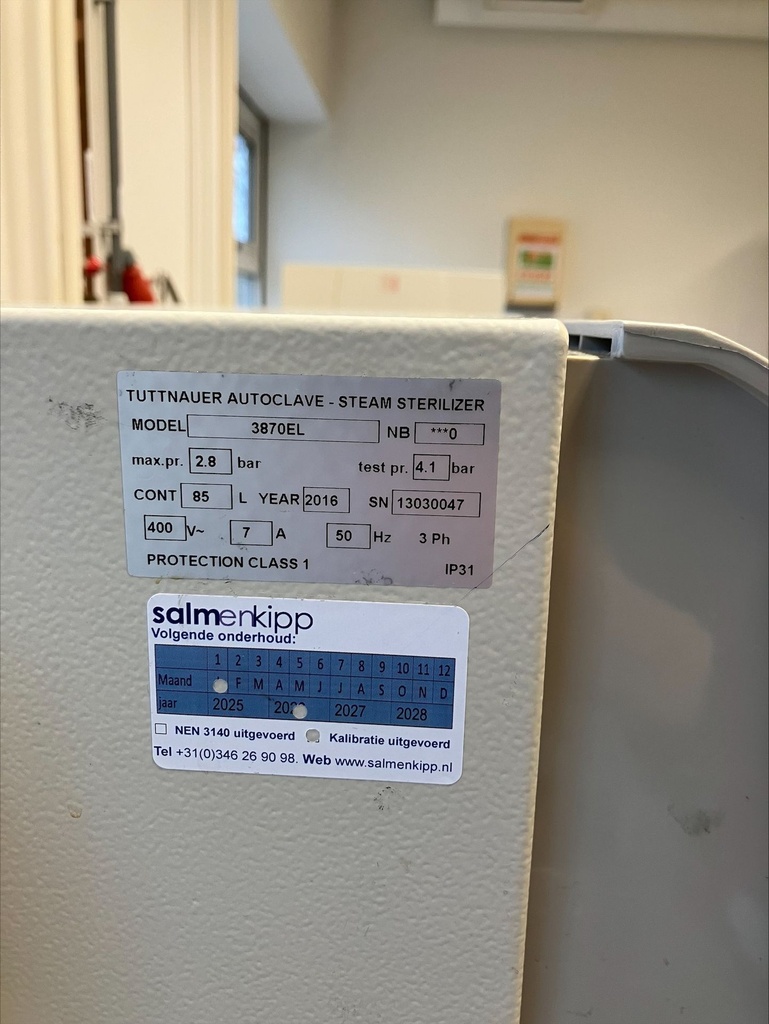 TUTTNAUER AUTOCLAVE - STEAM STERILIZER
MODEL 3870EL NB ***0
max.pr. 2.8 bar test pr. 4.1 bar
CONT 85 L YEAR 2016 SN 13030047
400 V~ 7 A 50 Hz 3 Ph
PROTECTION CLASS 1 IP31
salmenkipp
Volgende onderhoud:
1 2 3 4 5 6 7 8 9 10 11 12
Maand F M A M J J A S O N D
jaar 2025 2027 2028
NEN 3140 uitgevoerd Kalibratie uitgevoerd
Tel +31(0)346 26 90 98. Web www.salmenkipp.nl